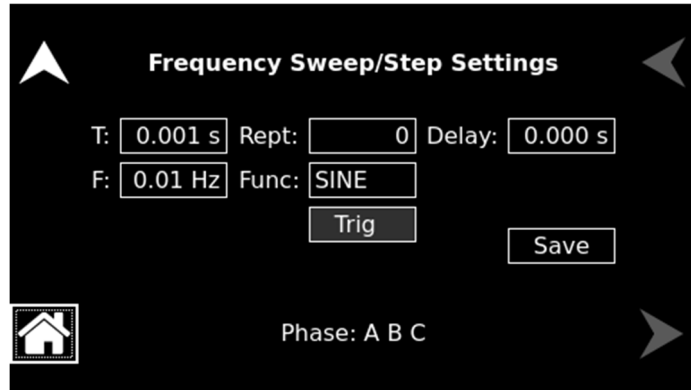 Frequency Sweep/Step Settings
T: 0.001 s Rept: 0 Delay: 0.000 s
F: 0.01 Hz Func: SINE
Trig
Save
Phase: A B C